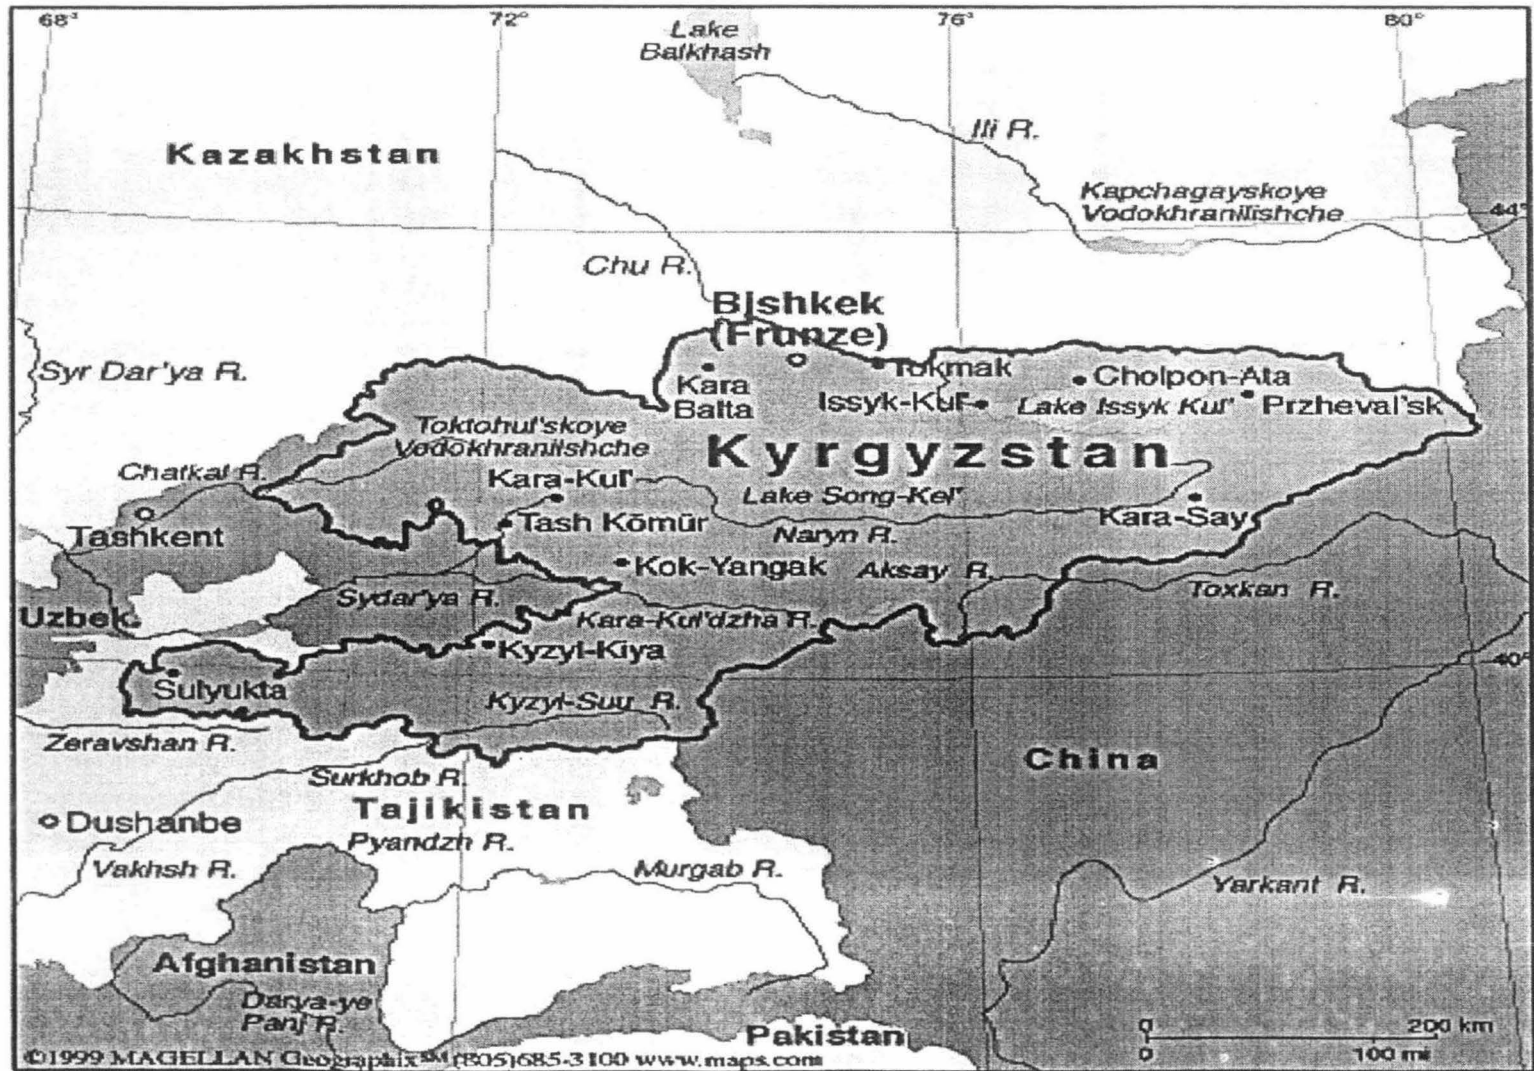 68°
72°
76°
80°
Lake
Balkhash
Ili R.
Kazakhstan
Kapchagayskoye
Vodokhranilishche
44°
Chu R.
Bishkek
(Frunze)
Syr Dar'ya R.
Tokmak
Kara
Balta
Cholpon-Ata
Issyk-Kul'
Lake Issyk Kul'
Przheval'sk
Toktohul'skoye
Vodokhranilishche
Kyrgyzstan
Chatkal R.
Kara-Kul'
Lake Song-Kel'
Kara-Say
Tashkent
Tash Kömür
Naryn R.
Kok-Yangak
Aksay R.
Toxkan R.
Sydar'ya R.
Uzbek.
Kara-Kul'dzha R.
Kyzyl-Kiya
40°
Sulyukta
Kyzyl-Suu R.
Zeravshan R.
China
Surkhob R.
Tajikistan
Dushanbe
Pyandzh R.
Vakhsh R.
Murgab R.
Yarkant R.
Afghanistan
Darya-ye
Panj R.
Pakistan
0 200 km
0 100 mi
©1999 MAGELLAN Geographix℠ (805)685-3100 www.maps.com